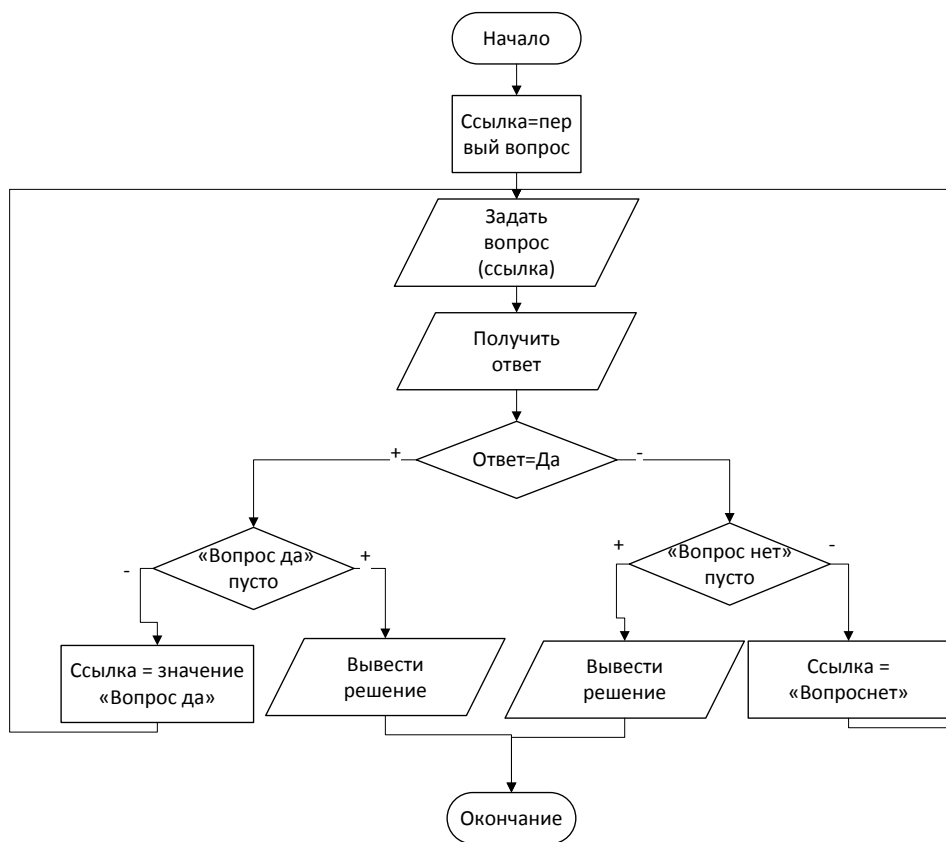 Начало
Ссылка=пер
вый вопрос
Задать
вопрос
(ссылка)
Получить
ответ
+
Ответ=Да
-
-
«Вопрос да»
пусто
+
+
«Вопрос нет»
пусто
-
Ссылка = значение
«Вопрос да»
Вывести
решение
Вывести
решение
Ссылка =
«Вопроснет»
Окончание